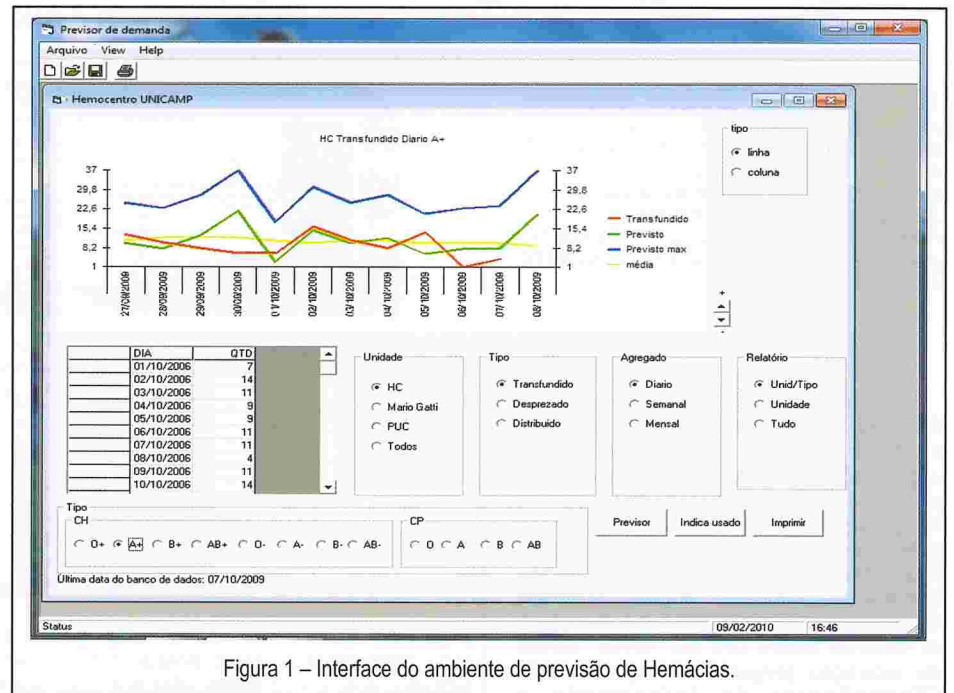 Previsor de demanda
Arquivo View Help
Hemocentro UNICAMP
HC Transfundido Diario A+
37
29,8
22,6
15,4
8,2
1
37
29,8
22,6
15,4
8,2
1
27/08/2009
28/09/2009
29/09/2009
30/09/2009
01/10/2009
02/10/2009
03/10/2009
04/10/2009
05/10/2009
06/10/2009
07/10/2009
08/10/2009
Transfundido
Previsto
Previsto max
média
tipo
linha
coluna
+
-
DIA QTD
01/10/2006 7
02/10/2006 14
03/10/2006 11
04/10/2006 9
05/10/2006 9
06/10/2006 11
07/10/2006 11
08/10/2006 4
09/10/2006 11
10/10/2006 14
Unidade
HC
Mario Gatti
PUC
Todos
Tipo
Transfundido
Desprezado
Distribuido
Agregado
Diario
Semanal
Mensal
Relatório
Unid/Tipo
Unidade
Tudo
Tipo
CH
O+ A+ B+ AB+ O- A- B- AB-
CP
O A B AB
Previsor Indica usado Imprimir
Última data do banco de dados: 07/10/2009
Status 09/02/2010 16:46
Figura 1 – Interface do ambiente de previsão de Hemácias.